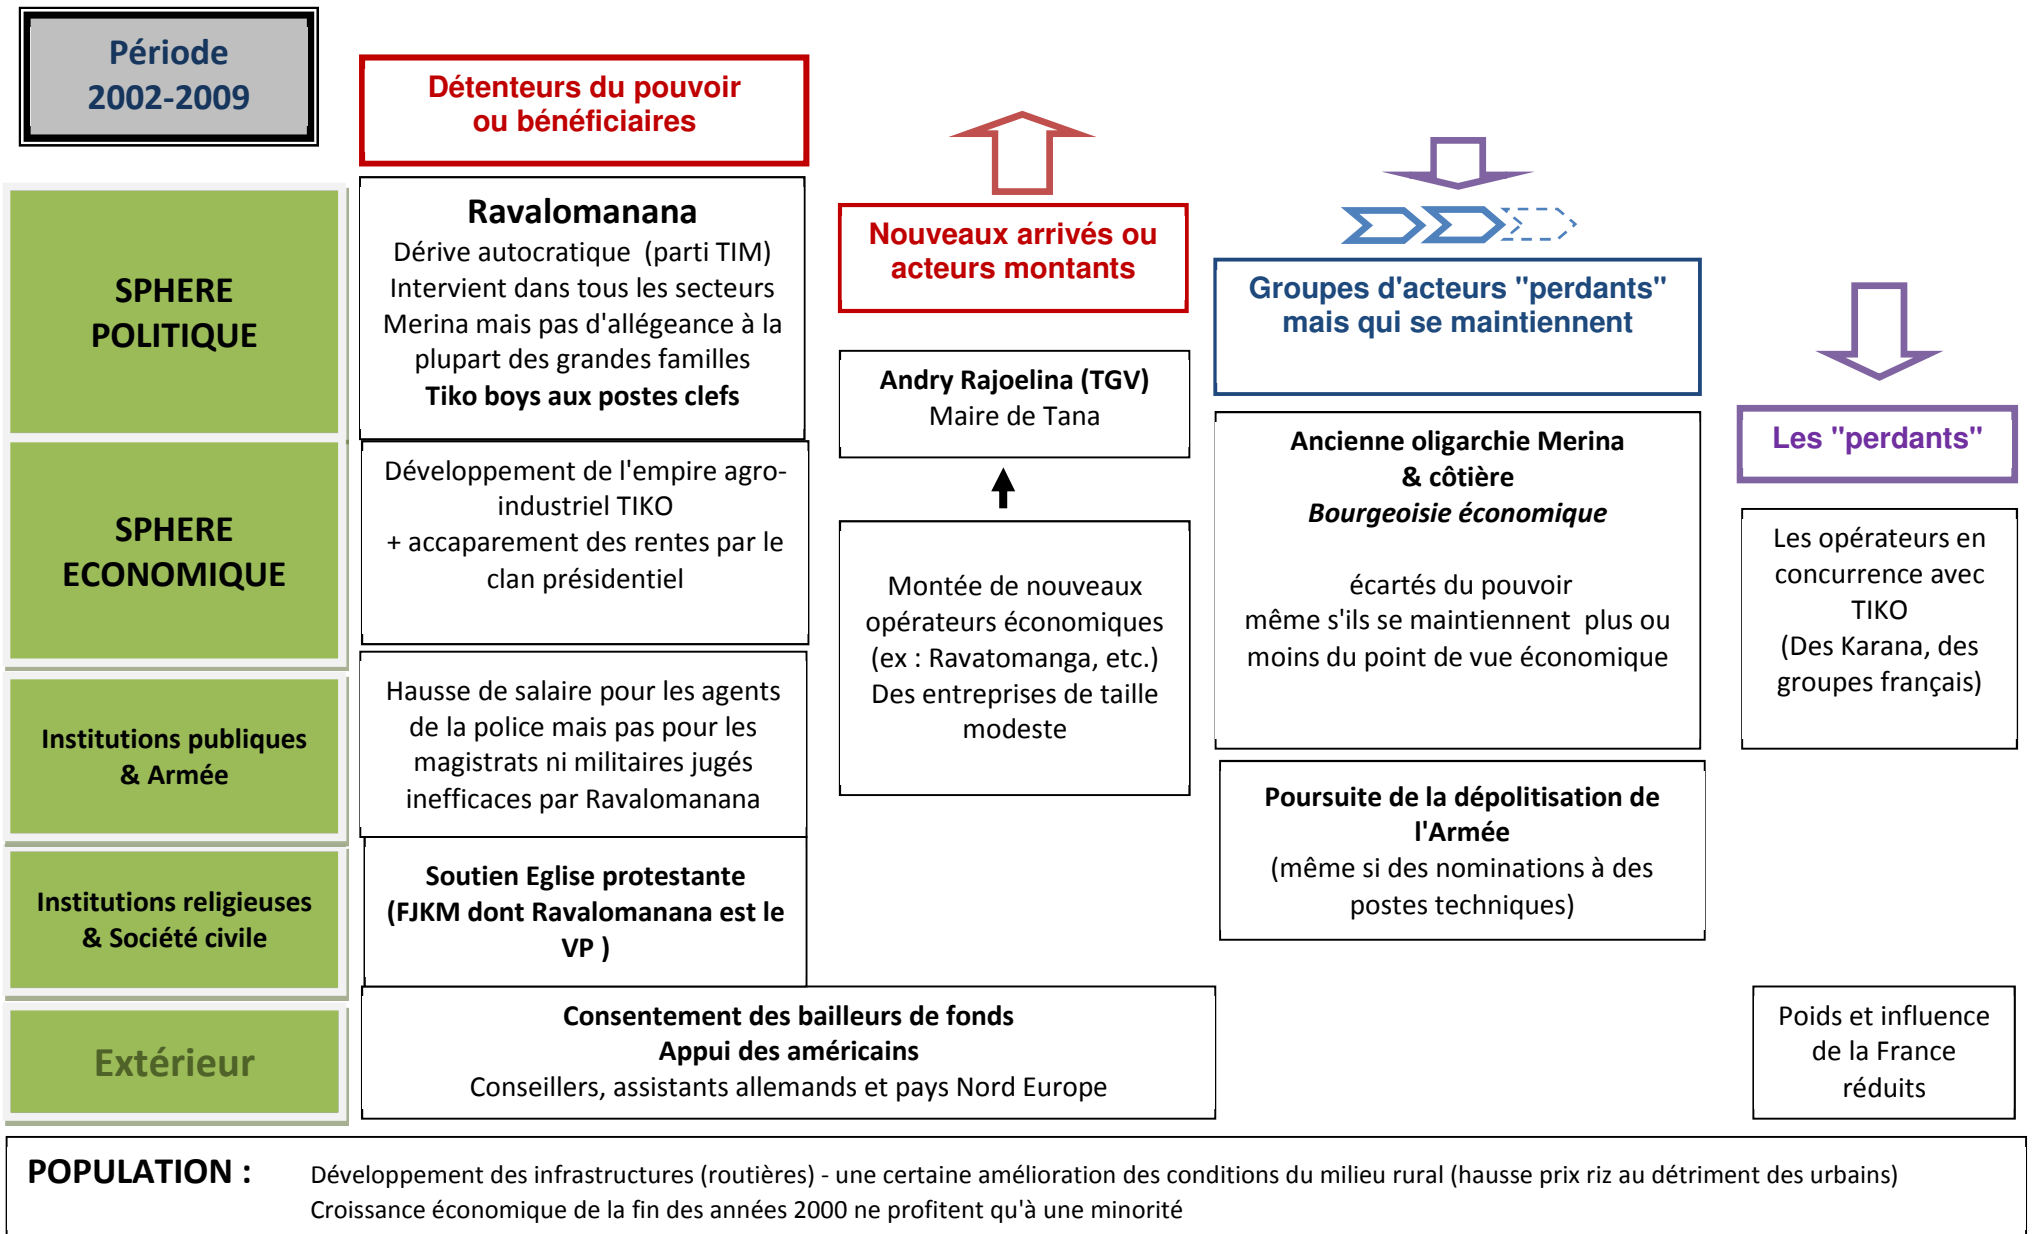 Période
2002-2009
Détenteurs du pouvoir
ou bénéficiaires
Nouveaux arrivés ou
acteurs montants
Groupes d'acteurs "perdants"
mais qui se maintiennent
Les "perdants"
SPHERE
POLITIQUE
Ravalomanana
Dérive autocratique (parti TIM)
Intervient dans tous les secteurs
Merina mais pas d'allégeance à la
plupart des grandes familles
Tiko boys aux postes clefs
Andry Rajoelina (TGV)
Maire de Tana
SPHERE
ECONOMIQUE
Développement de l'empire agro-
industriel TIKO
+ accaparement des rentes par le
clan présidentiel
Montée de nouveaux
opérateurs économiques
(ex : Ravatomanga, etc.)
Des entreprises de taille
modeste
Ancienne oligarchie Merina
& côtière
Bourgeoisie économique
écartés du pouvoir
même s'ils se maintiennent plus ou
moins du point de vue économique
Les opérateurs en
concurrence avec
TIKO
(Des Karana, des
groupes français)
Institutions publiques
& Armée
Hausse de salaire pour les agents
de la police mais pas pour les
magistrats ni militaires jugés
inefficaces par Ravalomanana
Poursuite de la dépolitisation de
l'Armée
(même si des nominations à des
postes techniques)
Institutions religieuses
& Société civile
Soutien Eglise protestante
(FJKM dont Ravalomanana est le
VP )
Extérieur
Consentement des bailleurs de fonds
Appui des américains
Conseillers, assistants allemands et pays Nord Europe
Poids et influence
de la France
réduits
POPULATION : Développement des infrastructures (routières) - une certaine amélioration des conditions du milieu rural (hausse prix riz au détriment des urbains)
Croissance économique de la fin des années 2000 ne profitent qu'à une minorité